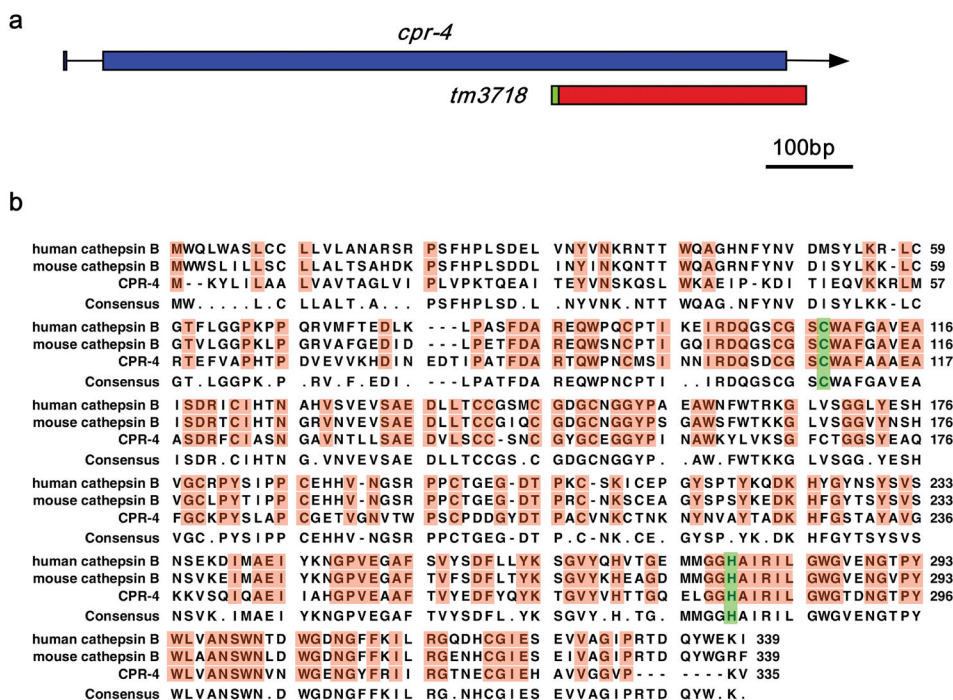 a
cpr-4
tm3718
100bp
b
human cathepsin B MWQLWASLCC LLVLANARSR PSFHPLSDEL VNYVNKRNTT WQAGHNFYNV DMSYLKR-LC 59
mouse cathepsin B MWWSLILLSC LLALTSAHDK PSFHPLSDDL INYINKQNTT WQAGRNFYNV DISYLKK-LC 59
CPR-4 M--KYLILAA LVAVTAGLVI PLVPKTQEAI TEYVNSKQSL WKAEIP-KDI TIEQVKKRLM 57
Consensus MW.....L.C LLALTA.... PSFHPLSD.L .NYVNK.NTT WQAG.NFYNV DISYLKK-LC
human cathepsin B GTFLGGPKPP QRVMFTEDLK ---LPASFDA REQWPQCPTI KEIRDQGSCG SCWAFGAVEA 116
mouse cathepsin B GTVLGGPKLP GRVAFGEDID ---LPETFDA REQWSNCPTI GQIRDQGSCG SCWAFGAVEA 116
CPR-4 RTEFVAPHTP DVEVVKHDIN EDTIPATFDA RTQWPNCMSI NNIRDQSDCG SCWAFAAAEA 117
Consensus GT.LGGPK.P .RV.F.EDI. ---LPATFDA REQWPNCPTI ..IRDQGSCG SCWAFGAVEA
human cathepsin B ISDRICIHTN AHVSVEVSAE DLLTCCGSMC GDGCNGGYPA EAWNFWTRKG LVSGGLYESH 176
mouse cathepsin B ISDRTCIHTN GRVNVEVSAE DLLTCCGIQC GDGCNGGYPS GAWSFWTKKG LVSGGVYNSH 176
CPR-4 ASDRFCIASN GAVNTLLSAE DVLSCC-SNC GYGCEGGYPI NAWKYLVKSG FCTGGSYEAQ 176
Consensus ISDR.CIHTN G.VNVEVSAE DLLTCCGS.C GDGCNGGYP. .AW.FWTKKG LVSGG.YESH
human cathepsin B VGCRPYSIPP CEHHV-NGSR PPCTGEG-DT PKC-SKICEP GYSPTYKQDK HYGYNSYSVS 233
mouse cathepsin B VGCLPYTIPP CEHHV-NGSR PPCTGEG-DT PRC-NKSCEA GYSPSYKEDK HFGYTSYSVS 233
CPR-4 FGCKPYSLAP CGETVGNVTW PSCPDDGYDT PACVNKCTNK NYNVAYTADK HFGSTAYAVG 236
Consensus VGC.PYSIPP CEHHV-NGSR PPCTGEG-DT P.C-NK.CE. GYSP.YK.DK HFGYTSYSVS
human cathepsin B NSEKDIMAEI YKNGPVEGAF SVYSDFLLYK SGVYQHVTGE MMGGHAIRIL GWGVENGTPY 293
mouse cathepsin B NSVKEIMAEI YKNGPVEGAF TVFSDFLTYK SGVYKHEAGD MMGGHAIRIL GWGVENGTPY 293
CPR-4 KKVSQIQAEI IAHGPVEAAF TVYEDFYQYK TGVYVHTTGQ ELGGHAIRIL GWGTDNGTPY 296
Consensus NSVK.IMAEI YKNGPVEGAF TVYSDFL.YK SGVY.H.TG. MMGGHAIRIL GWGVENGTPY
human cathepsin B WLVANSWNTD WGDNGFFKIL RGQDHCGIES EVVAGIPRTD QYWEKI 339
mouse cathepsin B WLAANSWNLD WGDNGFFKIL RGENHCGIES EIVAGIPRTD QYWGRF 339
CPR-4 WLVANSWNVN WGENGYFRII RGTNECGIEH AVVGGVP--- ----KV 335
Consensus WLVANSWN.D WGDNGFFKIL RG.NHCGIES EVVAGIPRTD QYW.K.